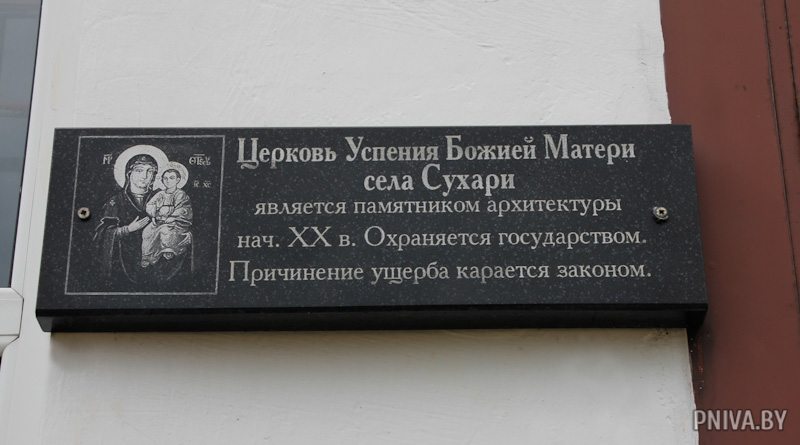 Церковь Успения Божией Матери
села Сухари
является памятником архитектуры
нач. XX в. Охраняется государством.
Причинение ущерба карается законом.
PNIVA.BY